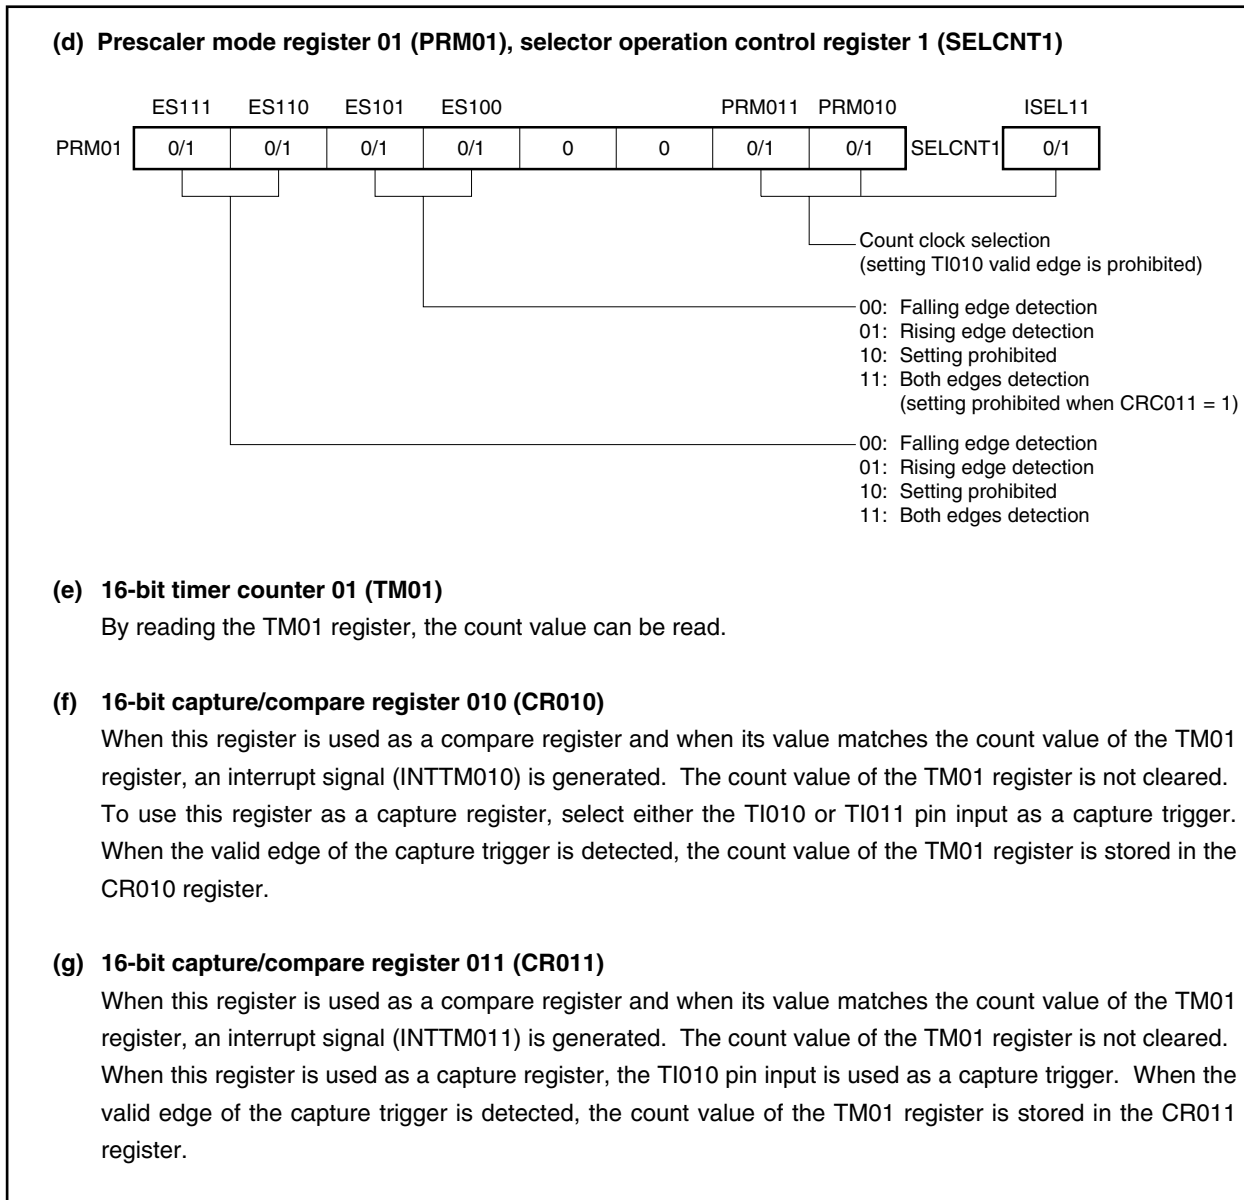 (d) Prescaler mode register 01 (PRM01), selector operation control register 1 (SELCNT1)
ES111 ES110 ES101 ES100 PRM011 PRM010 ISEL11
PRM01 0/1 0/1 0/1 0/1 0 0 0/1 0/1 SELCNT1 0/1
Count clock selection
(setting TI010 valid edge is prohibited)
00: Falling edge detection
01: Rising edge detection
10: Setting prohibited
11: Both edges detection
(setting prohibited when CRC011 = 1)
00: Falling edge detection
01: Rising edge detection
10: Setting prohibited
11: Both edges detection
(e) 16-bit timer counter 01 (TM01)
By reading the TM01 register, the count value can be read.
(f) 16-bit capture/compare register 010 (CR010)
When this register is used as a compare register and when its value matches the count value of the TM01
register, an interrupt signal (INTTM010) is generated. The count value of the TM01 register is not cleared.
To use this register as a capture register, select either the TI010 or TI011 pin input as a capture trigger.
When the valid edge of the capture trigger is detected, the count value of the TM01 register is stored in the
CR010 register.
(g) 16-bit capture/compare register 011 (CR011)
When this register is used as a compare register and when its value matches the count value of the TM01
register, an interrupt signal (INTTM011) is generated. The count value of the TM01 register is not cleared.
When this register is used as a capture register, the TI010 pin input is used as a capture trigger. When the
valid edge of the capture trigger is detected, the count value of the TM01 register is stored in the CR011
register.